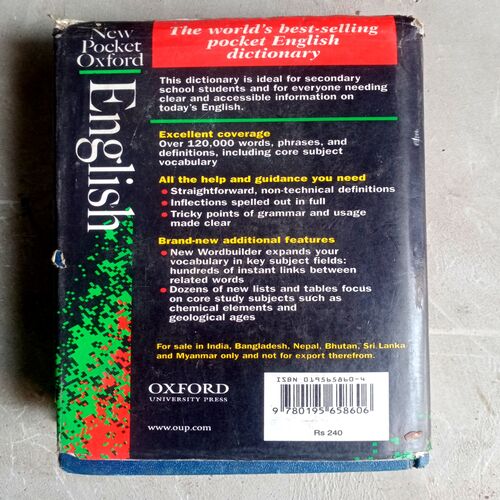 New
Pocket
Oxford
English
The world's best-selling
pocket English
dictionary
This dictionary is ideal for secondary
school students and for everyone needing
clear and accessible information on
today's English.
Excellent coverage
Over 120,000 words, phrases, and
definitions, including core subject
vocabulary
All the help and guidance you need
• Straightforward, non-technical definitions
• Inflections spelled out in full
• Tricky points of grammar and usage
made clear
Brand-new additional features
• New Wordbuilder expands your
vocabulary in key subject fields:
hundreds of instant links between
related words
• Dozens of new lists and tables focus
on core study subjects such as
chemical elements and
geological ages
For sale in India, Bangladesh, Nepal, Bhutan, Sri Lanka
and Myanmar only and not for export therefrom.
OXFORD
UNIVERSITY PRESS
www.oup.com
ISBN 019565860-4
9 780195 658606
Rs 240